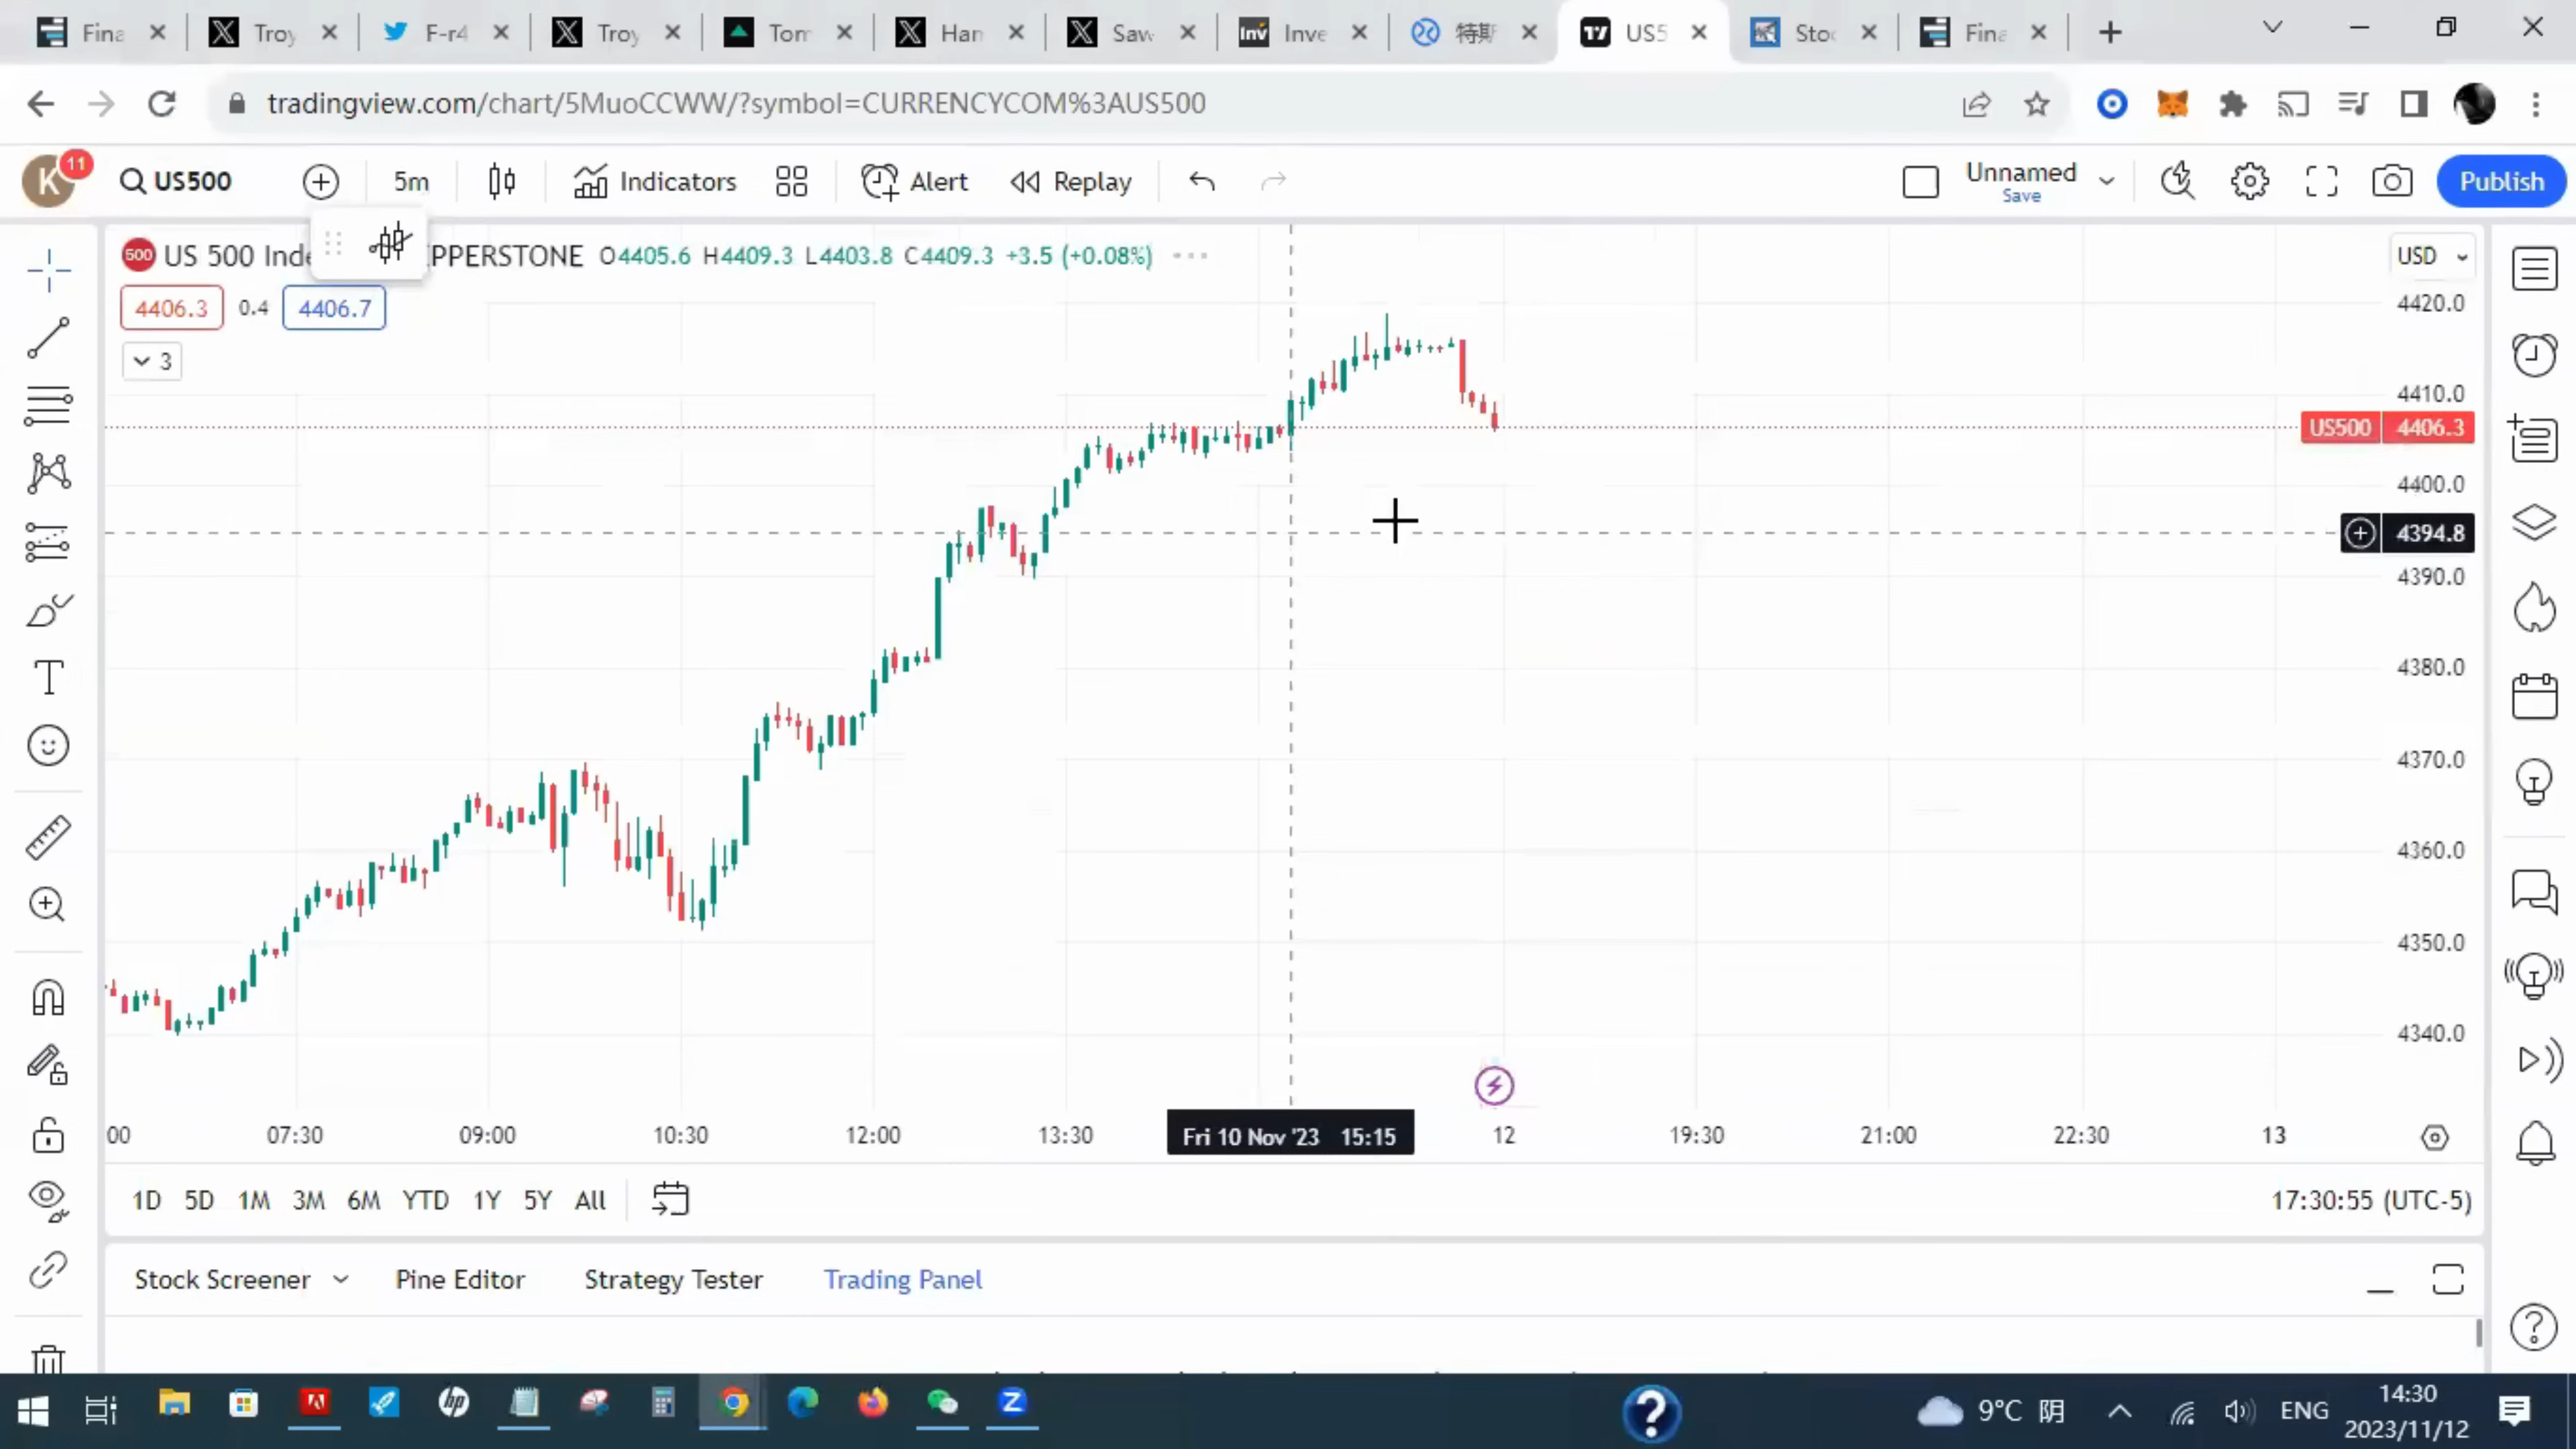 Fina
Troy
F-r4
Troy
Tom
Han
Saw
Inv
Inve
特斯
US5
Stoc
Fina
tradingview.com/chart/5MuoCCWW/?symbol=CURRENCYCOM%3AUS500
K
11
US500
5m
Indicators
Alert
Replay
Unnamed
Save
Publish
500
US 500 Inde
EPPERSTONE
O4405.6 H4409.3 L4403.8 C4409.3 +3.5 (+0.08%)
USD
4406.3
0.4
4406.7
3
4420.0
4410.0
US500
4406.3
4400.0
4394.8
4390.0
4380.0
4370.0
4360.0
4350.0
4340.0
00
07:30
09:00
10:30
12:00
13:30
Fri 10 Nov '23 15:15
12
19:30
21:00
22:30
13
1D 5D 1M 3M 6M YTD 1Y 5Y All
17:30:55 (UTC-5)
Stock Screener
Pine Editor
Strategy Tester
Trading Panel
hp
Z
9°C 阴
ENG
14:30
2023/11/12